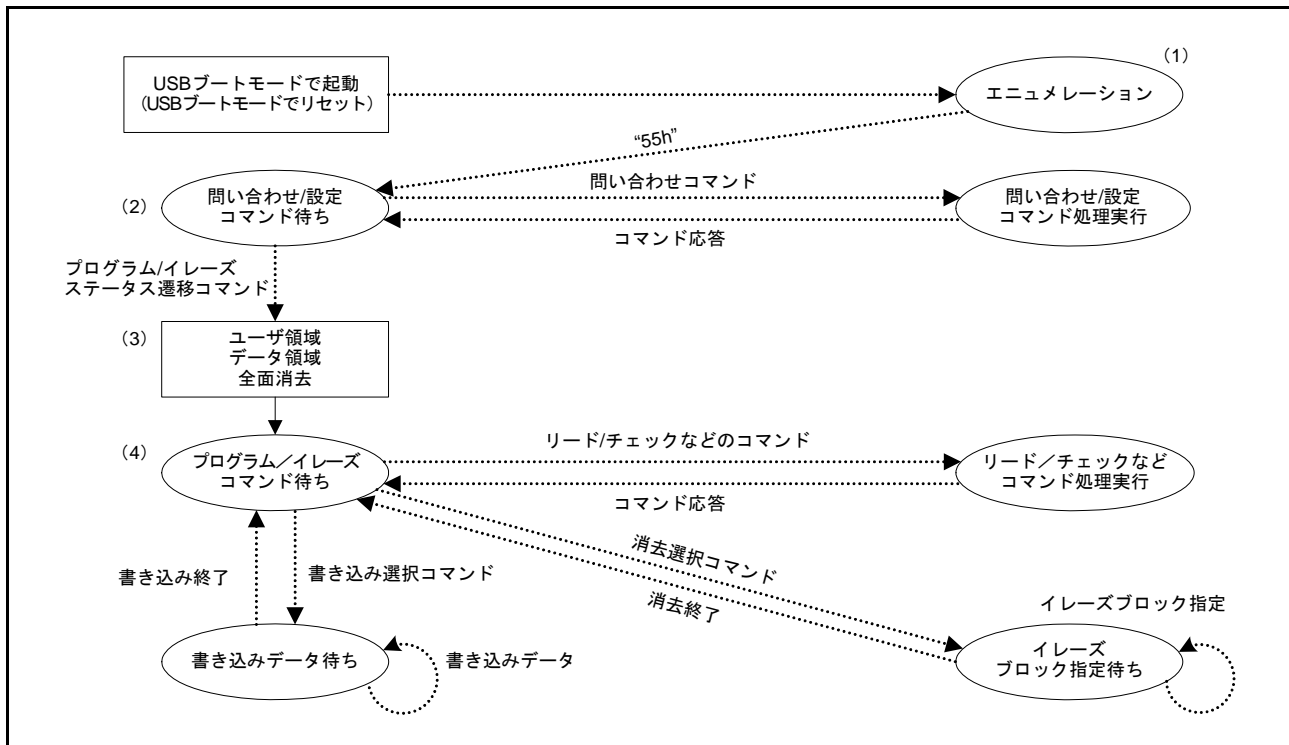 (1)
USBブートモードで起動
(USBブートモードでリセット)
エニュメレーション
“55h”
(2)
問い合わせ/設定
コマンド待ち
問い合わせコマンド
コマンド応答
問い合わせ/設定
コマンド処理実行
プログラム/イレーズ
ステータス遷移コマンド
(3)
ユーザ領域
データ領域
全面消去
(4)
プログラム/イレーズ
コマンド待ち
リード/チェックなどのコマンド
コマンド応答
リード/チェックなど
コマンド処理実行
消去選択コマンド
消去終了
書き込み終了
書き込み選択コマンド
イレーズブロック指定
書き込みデータ待ち
書き込みデータ
イレーズ
ブロック指定待ち